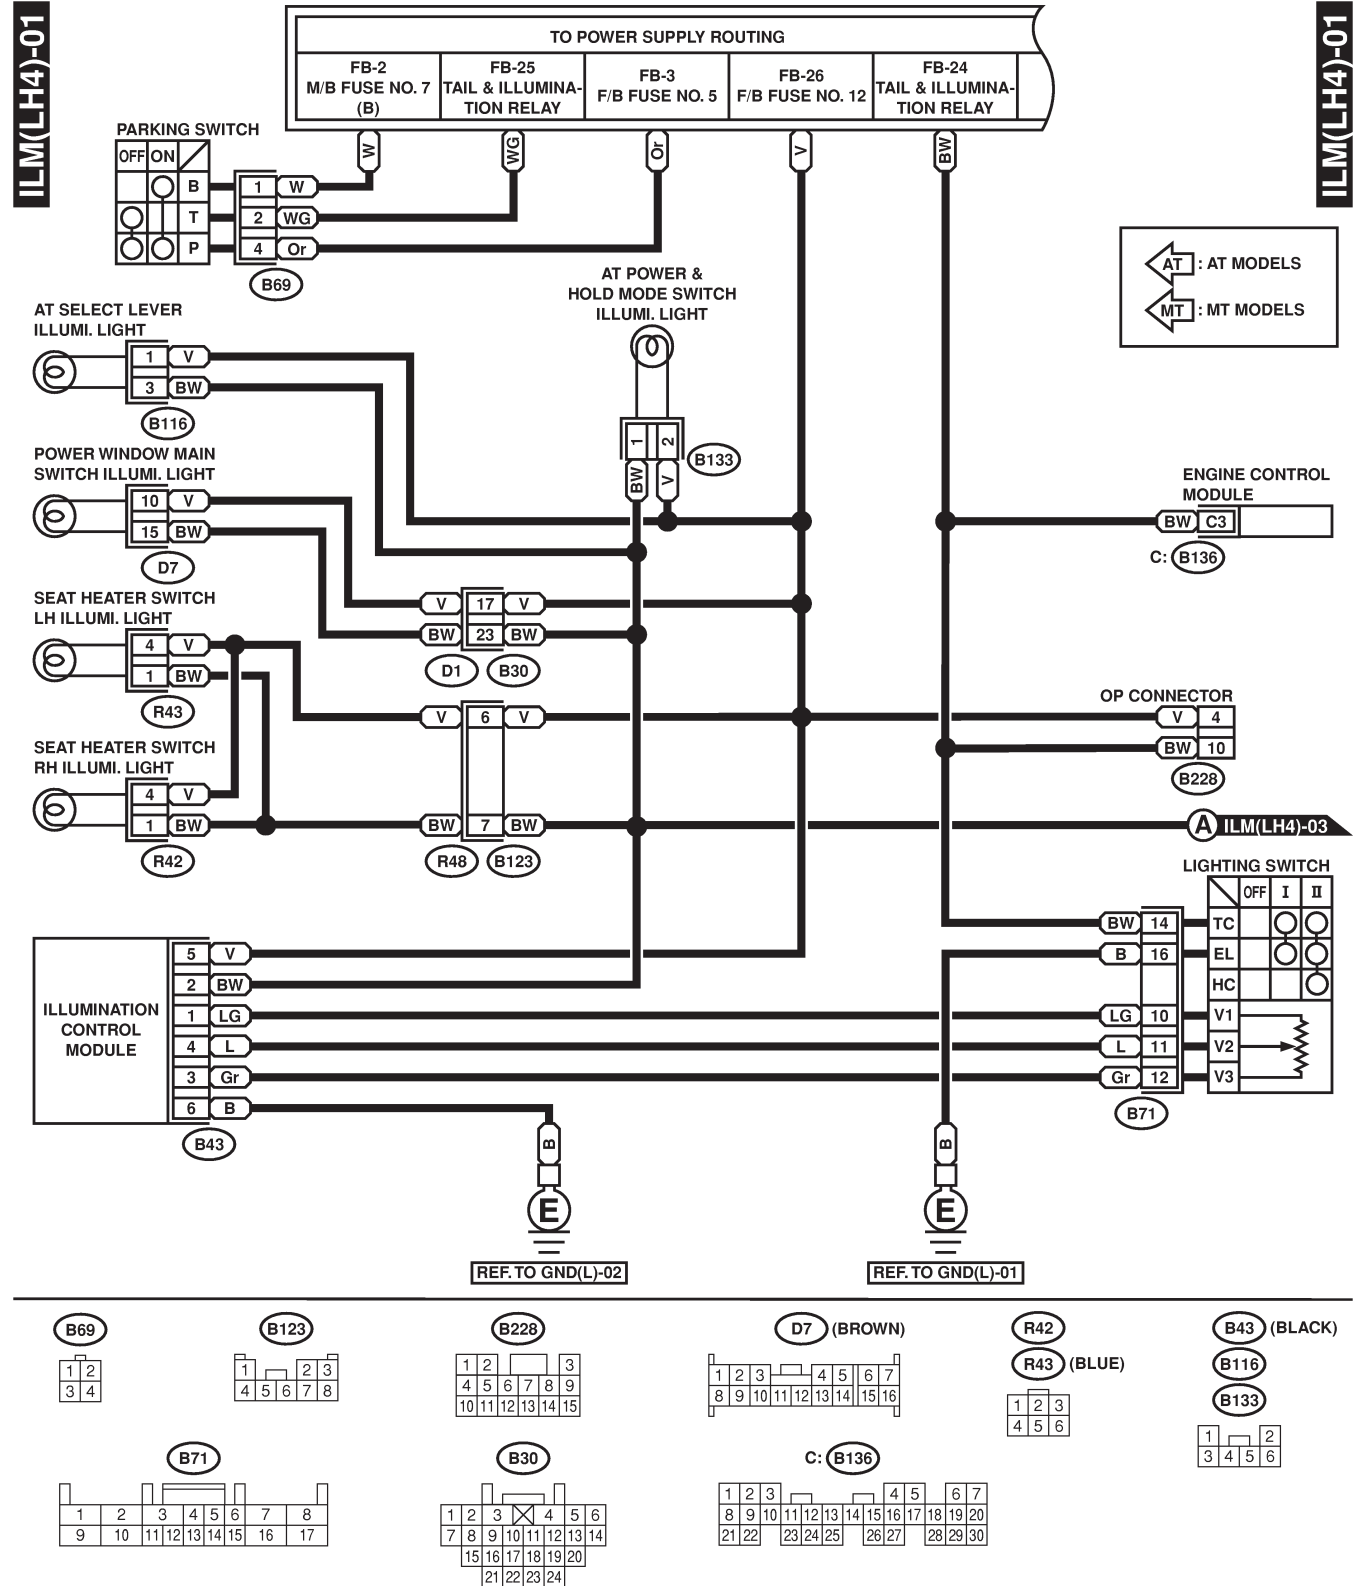 ILM(LH4)-01
ILM(LH4)-01
TO POWER SUPPLY ROUTING
FB-2
M/B FUSE NO. 7
(B)
FB-25
TAIL & ILLUMINA-
TION RELAY
FB-3
F/B FUSE NO. 5
FB-26
F/B FUSE NO. 12
FB-24
TAIL & ILLUMINA-
TION RELAY
W
WG
Or
V
BW
PARKING SWITCH
OFF ON
B 1 W
T 2 WG
P 4 Or
B69
AT : AT MODELS
MT : MT MODELS
AT POWER &
HOLD MODE SWITCH
ILLUMI. LIGHT
1 2
BW V
B133
AT SELECT LEVER
ILLUMI. LIGHT
1 V
3 BW
B116
POWER WINDOW MAIN
SWITCH ILLUMI. LIGHT
10 V
15 BW
D7
ENGINE CONTROL
MODULE
BW C3
C: B136
SEAT HEATER SWITCH
LH ILLUMI. LIGHT
4 V
1 BW
R43
V 17 V
BW 23 BW
D1 B30
V 6 V
OP CONNECTOR
V 4
BW 10
B228
SEAT HEATER SWITCH
RH ILLUMI. LIGHT
4 V
1 BW
R42
BW 7 BW
R48 B123
A ILM(LH4)-03
LIGHTING SWITCH
OFF I II
BW 14 TC
B 16 EL
HC
LG 10 V1
L 11 V2
Gr 12 V3
B71
ILLUMINATION
CONTROL
MODULE
5 V
2 BW
1 LG
4 L
3 Gr
6 B
B43
B
E
REF. TO GND(L)-02
B
E
REF. TO GND(L)-01
B69
1 2
3 4
B123
1 2 3
4 5 6 7 8
B228
1 2 3
4 5 6 7 8 9
10 11 12 13 14 15
D7 (BROWN)
1 2 3 4 5 6 7
8 9 10 11 12 13 14 15 16
R42
R43 (BLUE)
1 2 3
4 5 6
B43 (BLACK)
B116
B133
1 2
3 4 5 6
B71
1 2 3 4 5 6 7 8
9 10 11 12 13 14 15 16 17
B30
1 2 3 4 5 6
7 8 9 10 11 12 13 14
15 16 17 18 19 20
21 22 23 24
C: B136
1 2 3 4 5 6 7
8 9 10 11 12 13 14 15 16 17 18 19 20
21 22 23 24 25 26 27 28 29 30